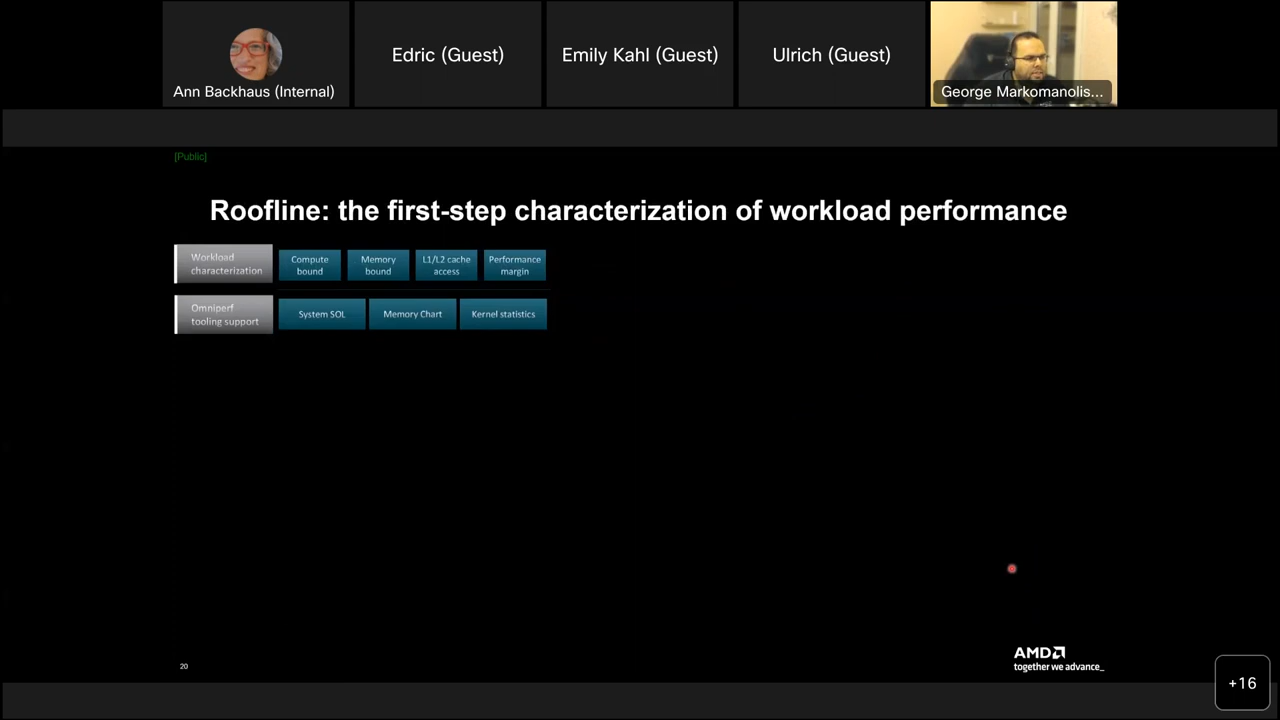 Ann Backhaus (Internal)
Edric (Guest)
Emily Kahl (Guest)
Ulrich (Guest)
George Markomanolis...
[Public]
Roofline: the first-step characterization of workload performance
Workload
characterization
Compute
bound
Memory
bound
L1/L2 cache
access
Performance
margin
Omniperf
tooling support
System SOL
Memory Chart
Kernel statistics
20
AMD
together we advance_
+16